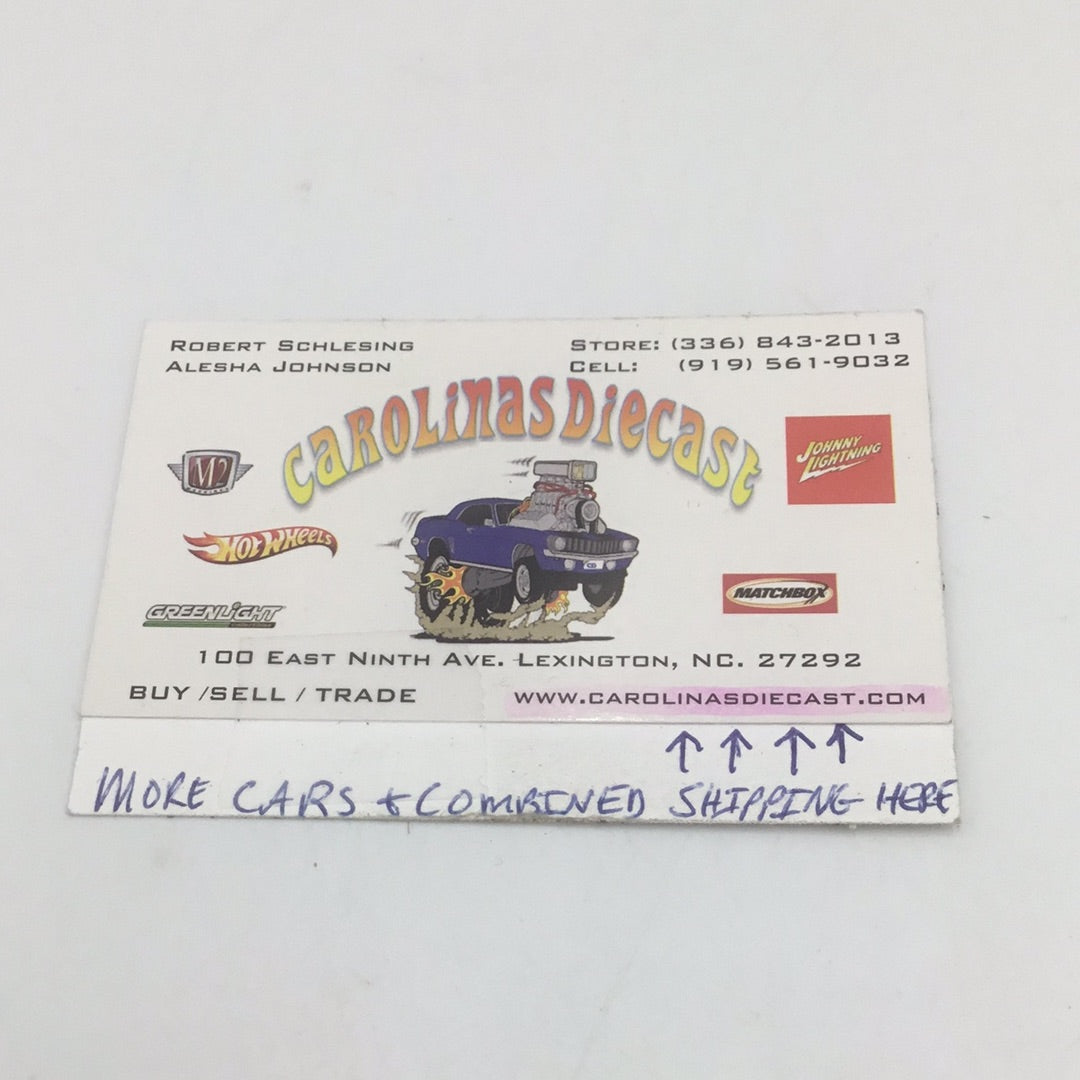 ROBERT SCHLESING
ALESHA JOHNSON
STORE: (336) 843-2013
CELL: (919) 561-9032
CAROLINAS DIECAST
M2
JOHNNY
LIGHTNING
HOT WHEELS
MATCHBOX
GREENLIGHT
100 EAST NINTH AVE. LEXINGTON, NC. 27292
BUY /SELL / TRADE
WWW.CAROLINASDIECAST.COM
MORE CARS + COMBINED SHIPPING HERE